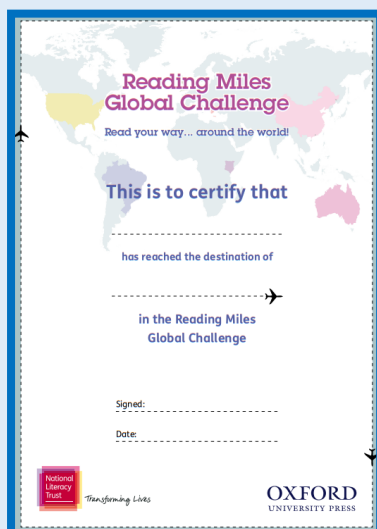 Reading Miles
Global Challenge
Read your way... around the world!
This is to certify that
has reached the destination of
in the Reading Miles
Global Challenge
Signed:
Date:
National
Literacy
Trust
Transforming Lives
OXFORD
UNIVERSITY PRESS